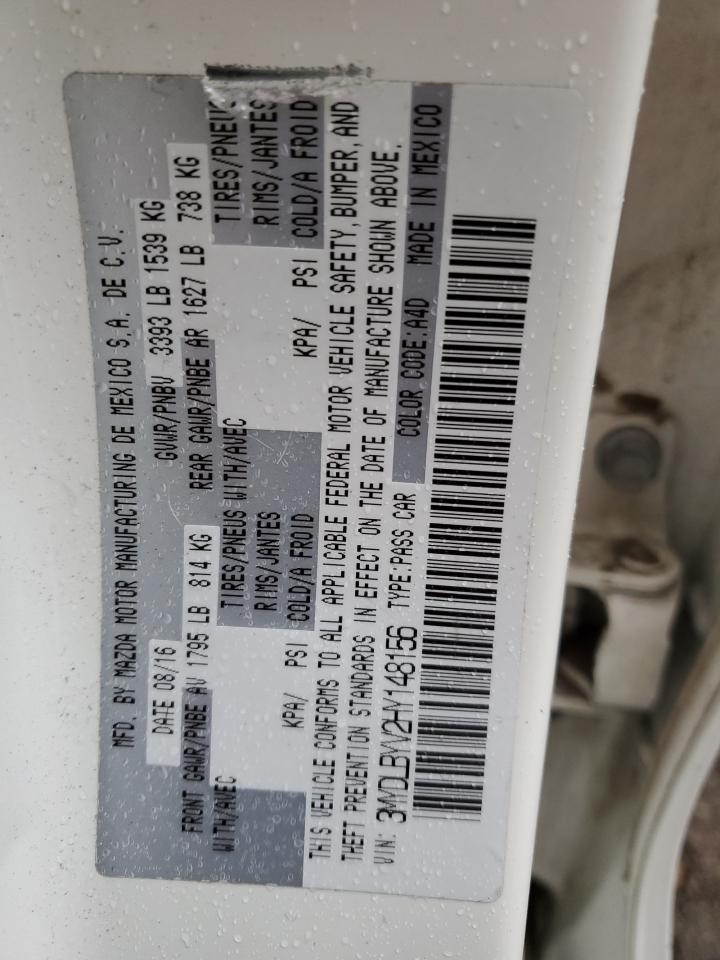 MFD. BY MAZDA MOTOR MANUFACTURING DE MEXICO S.A. DE C.V.
DATE 08/16 GVWR/PNBV 3393 LB 1539 KG
FRONT GAWR/PNBE AV 1795 LB 814 KG REAR GAWR/PNBE AR 1627 LB 738 KG
WITH/AVEC TIRES/PNEUS WITH/AVEC TIRES/PNEUS
RIMS/JANTES RIMS/JANTES
KPA/ PSI COLD/A FROID KPA/ PSI COLD/A FROID
THIS VEHICLE CONFORMS TO ALL APPLICABLE FEDERAL MOTOR VEHICLE SAFETY, BUMPER, AND
THEFT PREVENTION STANDARDS IN EFFECT ON THE DATE OF MANUFACTURE SHOWN ABOVE.
VIN: 3MYDLBYV2HY148156 TYPE:PASS CAR COLOR CODE:A4D MADE IN MEXICO